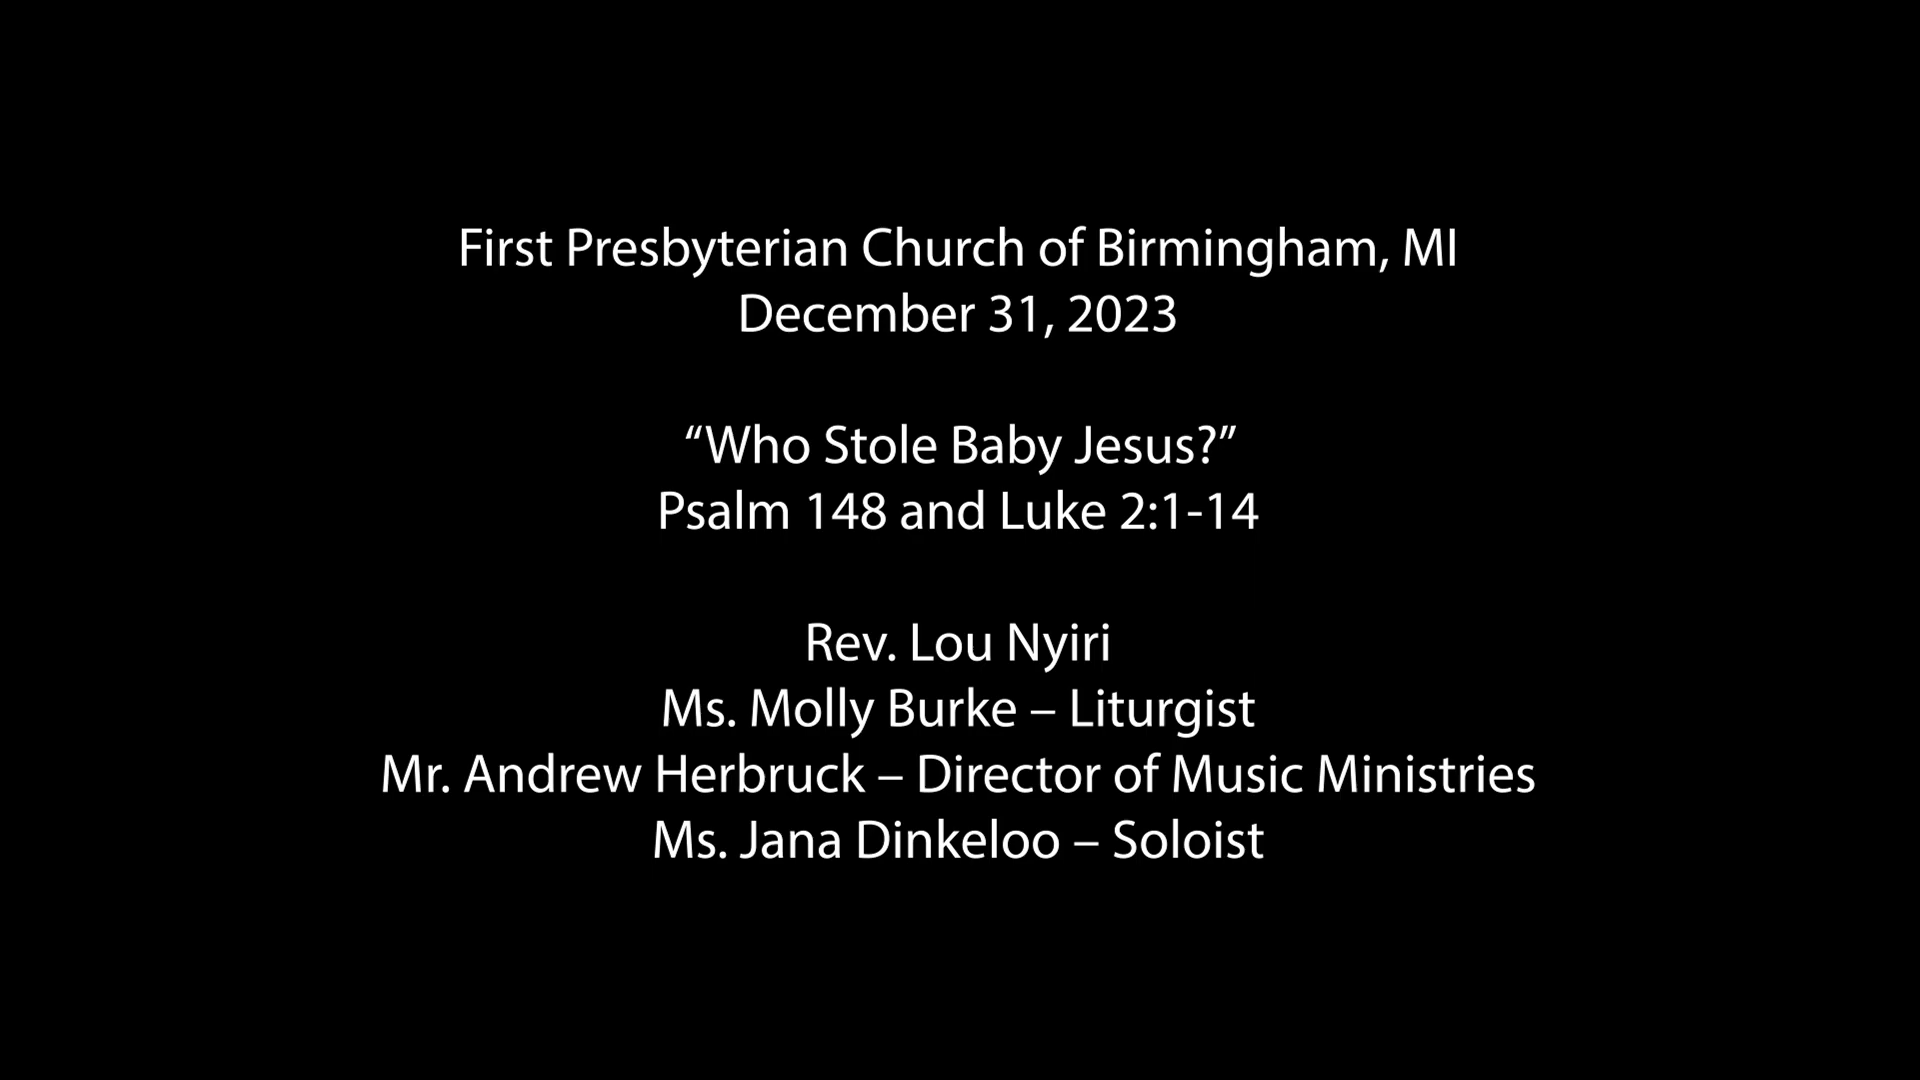 First Presbyterian Church of Birmingham, MI
December 31, 2023
“Who Stole Baby Jesus?”
Psalm 148 and Luke 2:1-14
Rev. Lou Nyiri
Ms. Molly Burke – Liturgist
Mr. Andrew Herbruck – Director of Music Ministries
Ms. Jana Dinkeloo – Soloist